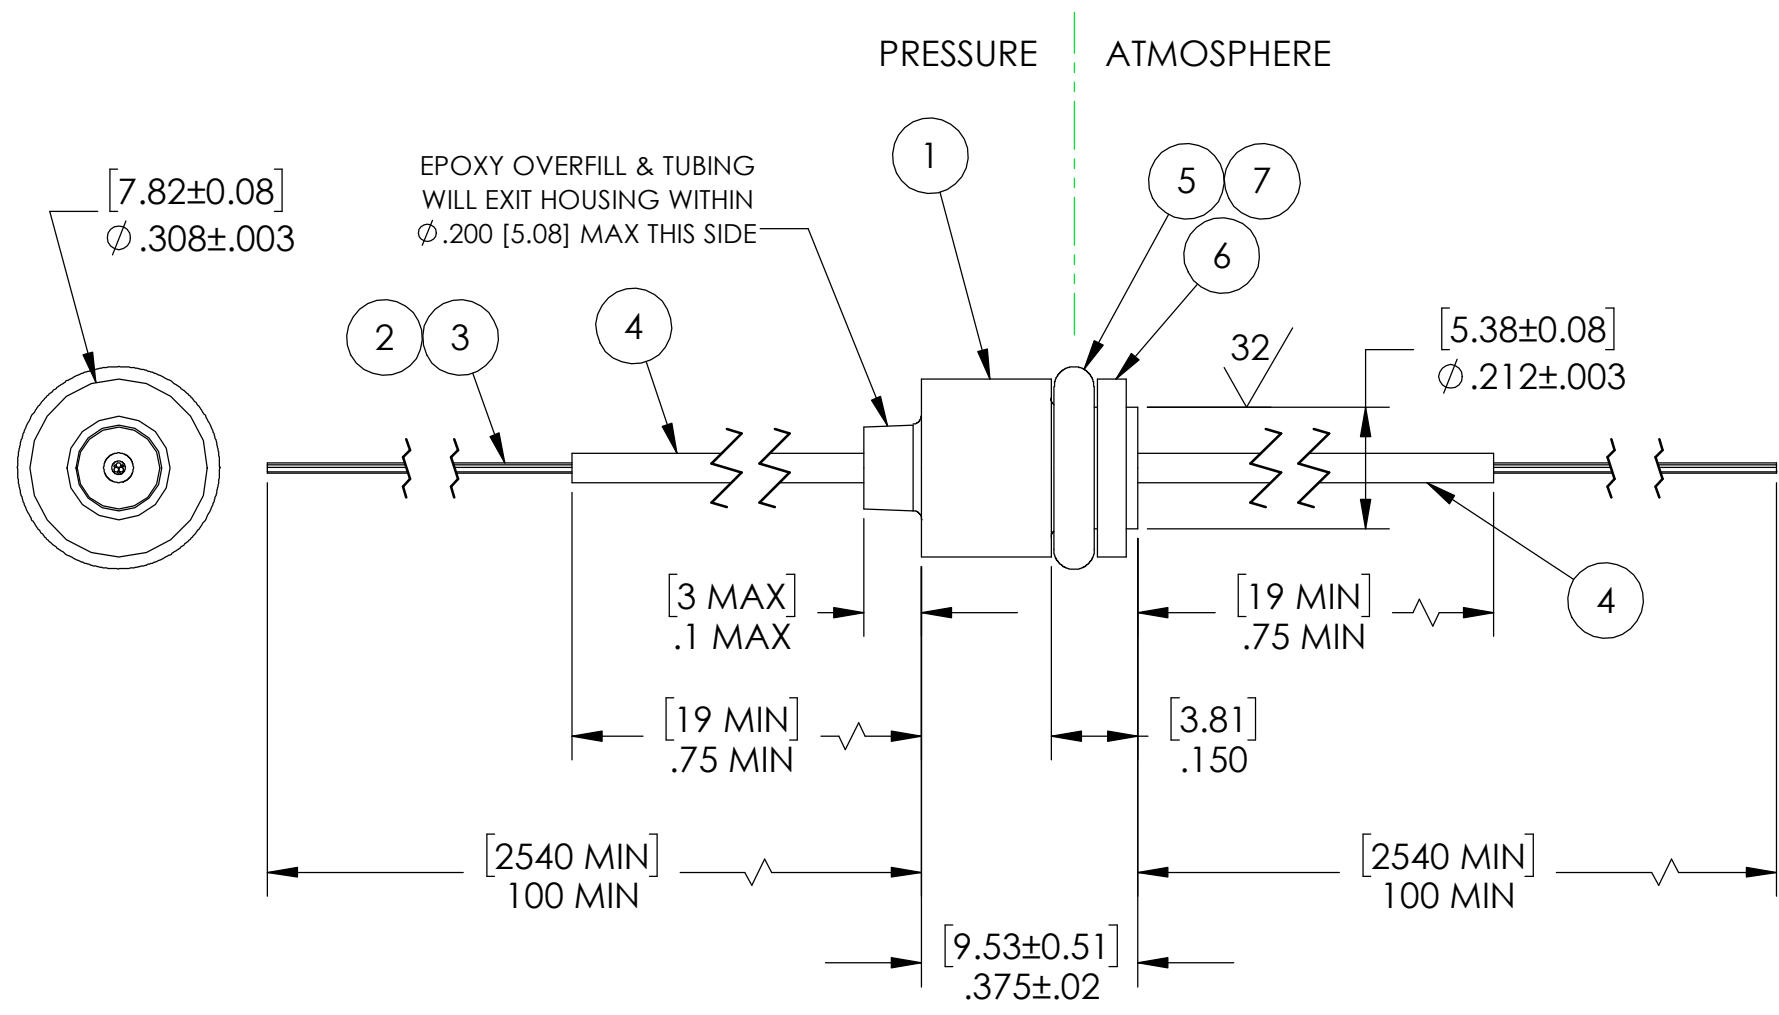 PRESSURE
ATMOSPHERE
1
5
7
6
EPOXY OVERFILL & TUBING
WILL EXIT HOUSING WITHIN
∅ .200 [5.08] MAX THIS SIDE
[7.82±0.08]
∅ .308±.003
2
3
4
32
[5.38±0.08]
∅ .212±.003
[3 MAX]
.1 MAX
[19 MIN]
.75 MIN
4
[19 MIN]
.75 MIN
[3.81]
.150
[2540 MIN]
100 MIN
[2540 MIN]
100 MIN
[9.53±0.51]
.375±.02